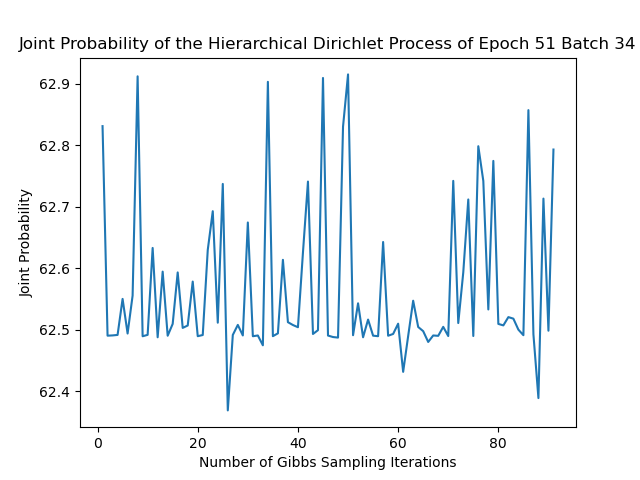 Joint Probability of the Hierarchical Dirichlet Process of Epoch 51 Batch 34
62.9
62.8
62.7
62.6
62.5
62.4
Joint Probability
0 20 40 60 80
Number of Gibbs Sampling Iterations